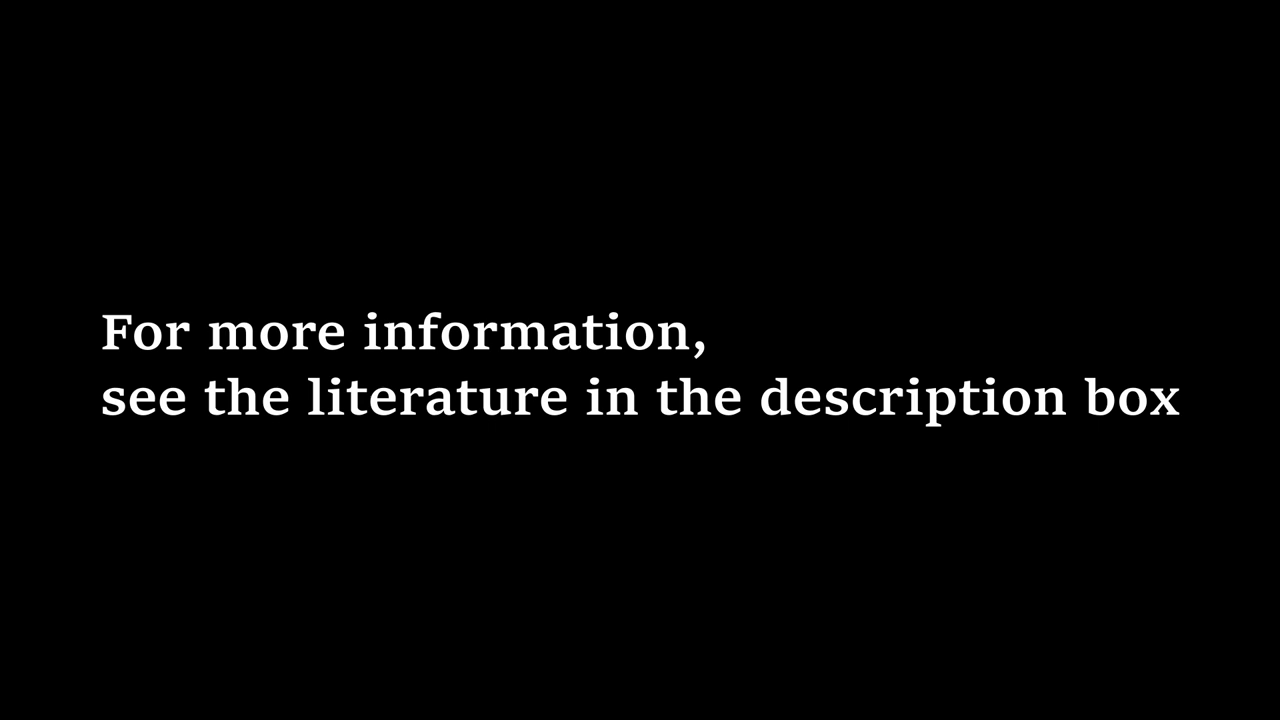 For more information,
see the literature in the description box